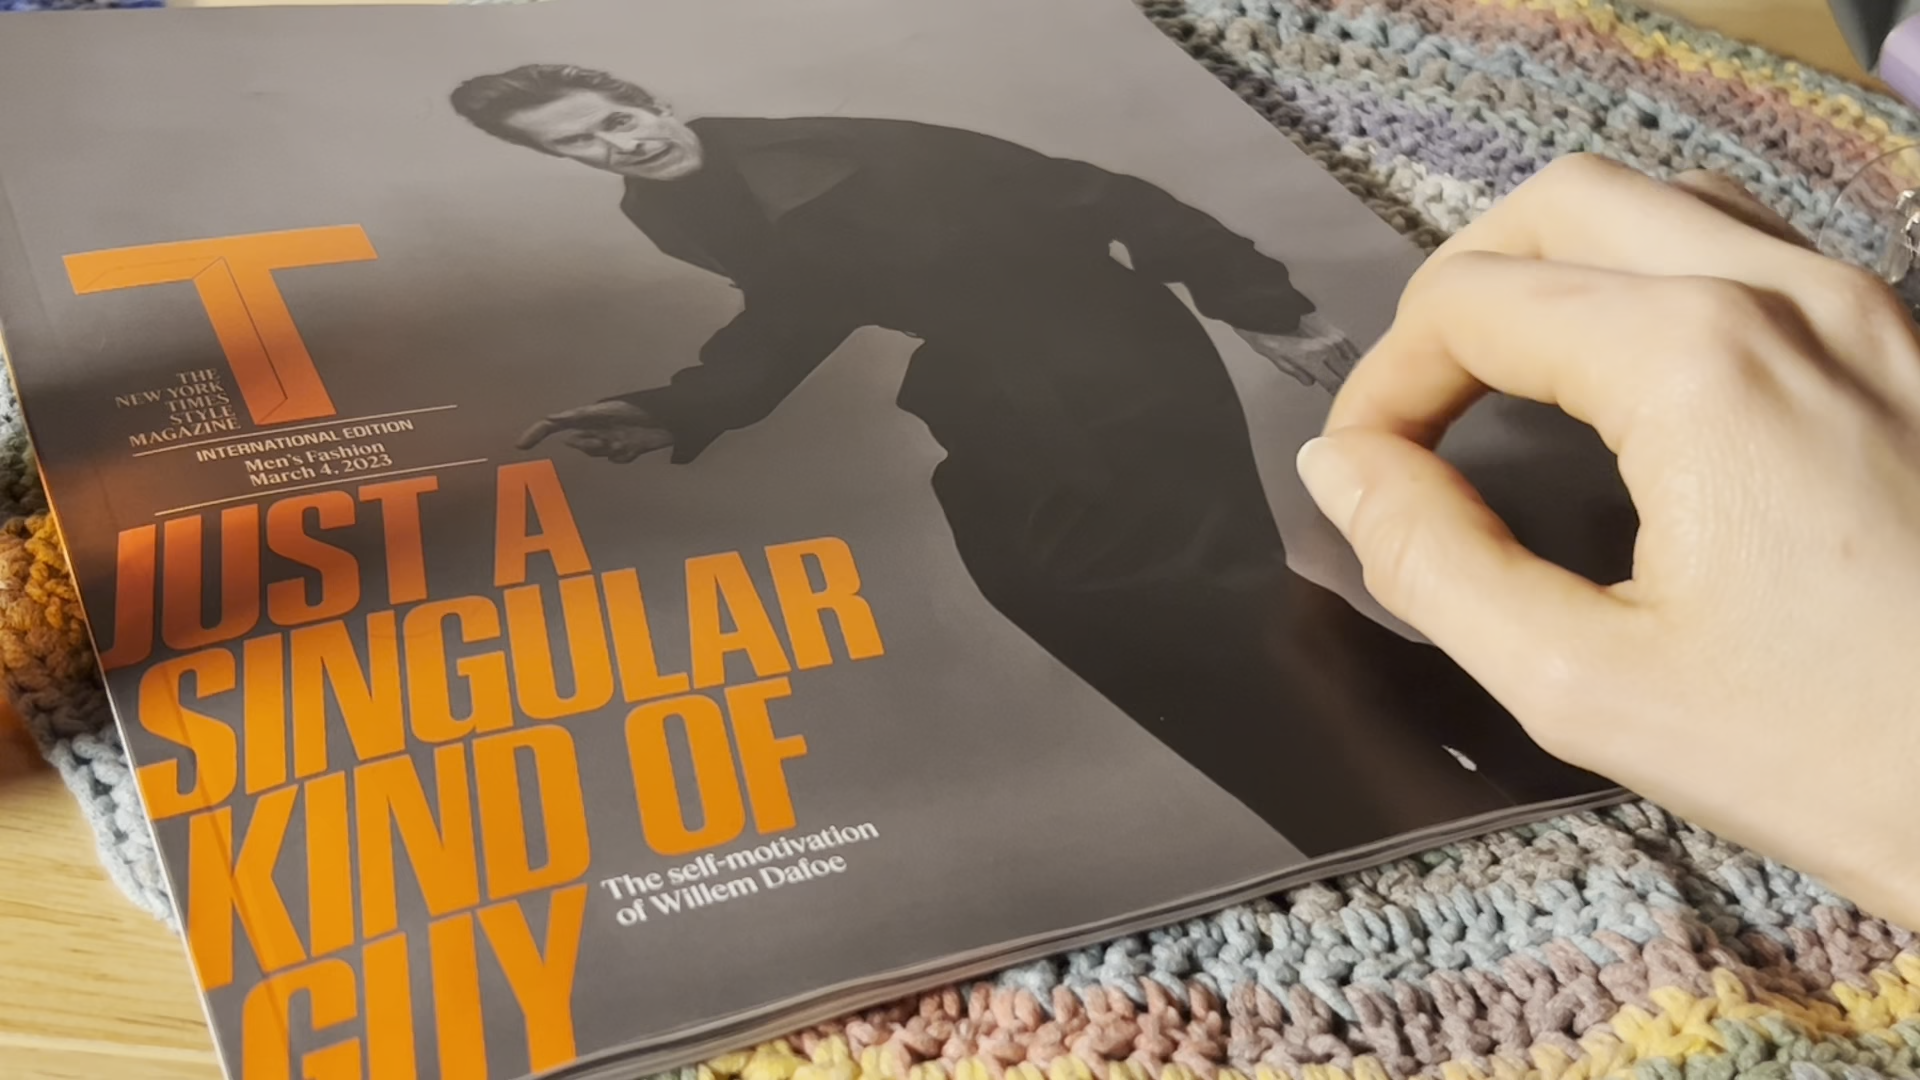 T
THE
NEW YORK
TIMES
STYLE
MAGAZINE
INTERNATIONAL EDITION
Men's Fashion
March 4, 2023
JUST A
SINGULAR
KIND OF
GUY
The self-motivation
of Willem Dafoe